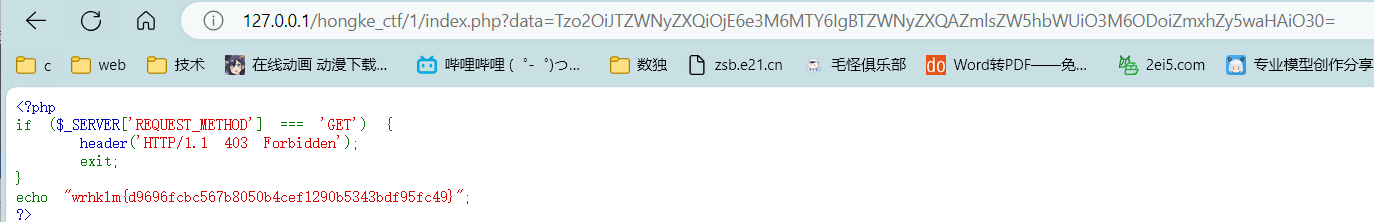 127.0.0.1/hongke_ctf/1/index.php?data=Tzo2OiJTZWNyZXQiOjE6e3M6MTY6IgBTZWNyZXQAZmlsZW5hbWUiO3M6ODoiZmxhZy5waHAiO30=
c web 技术 在线动画 动漫下载... 哔哩哔哩 ( ゜- ゜)つ... 数独 zsb.e21.cn 毛怪俱乐部 Word转PDF——免... 2ei5.com 专业模型创作分享
<?php
if ($_SERVER['REQUEST_METHOD'] === 'GET') {
header('HTTP/1.1 403 Forbidden');
exit;
}
echo "wrhk1m{d9696fcbc567b8050b4cef1290b5343bdf95fc49}";
?>